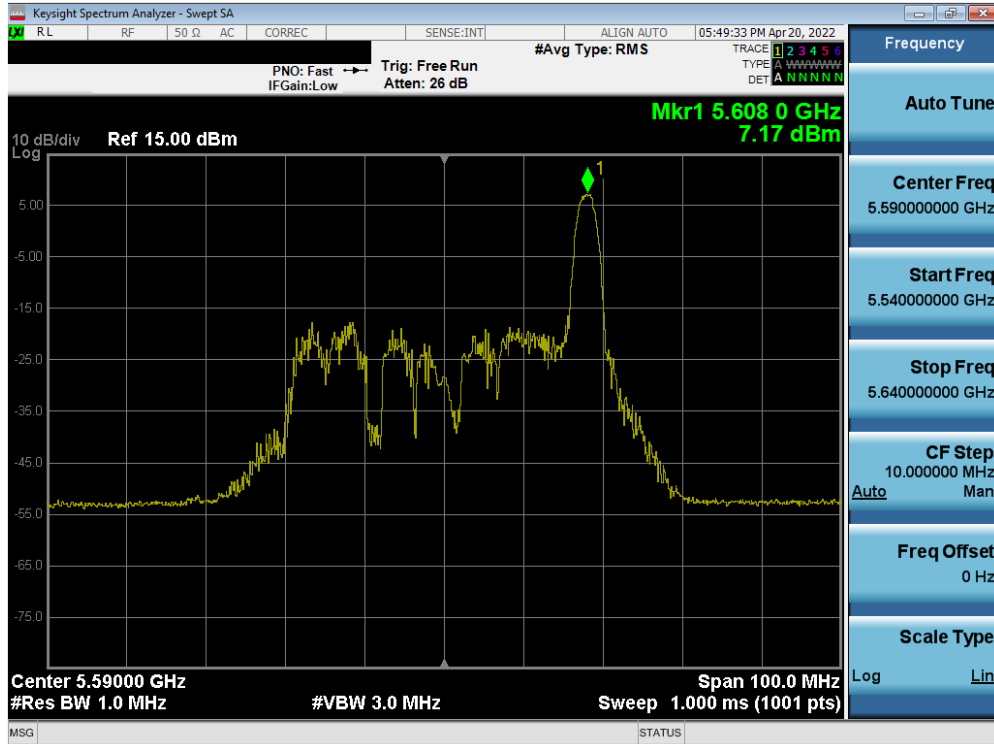 Keysight Spectrum Analyzer - Swept SA
LXI RL RF 50 Ω AC CORREC SENSE:INT ALIGN AUTO 05:49:33 PM Apr 20, 2022
PNO: Fast
IFGain:Low
Trig: Free Run
Atten: 26 dB
#Avg Type: RMS
TRACE 1 2 3 4 5 6
TYPE A WWWWW
DET A N N N N N
Mkr1 5.608 0 GHz
7.17 dBm
10 dB/div Ref 15.00 dBm
Log
1
5.00
-5.00
-15.0
-25.0
-35.0
-45.0
-55.0
-65.0
-75.0
Center 5.59000 GHz Span 100.0 MHz
#Res BW 1.0 MHz #VBW 3.0 MHz Sweep 1.000 ms (1001 pts)
MSG STATUS
Frequency
Auto Tune
Center Freq
5.590000000 GHz
Start Freq
5.540000000 GHz
Stop Freq
5.640000000 GHz
CF Step
10.000000 MHz
Auto Man
Freq Offset
0 Hz
Scale Type
Log Lin